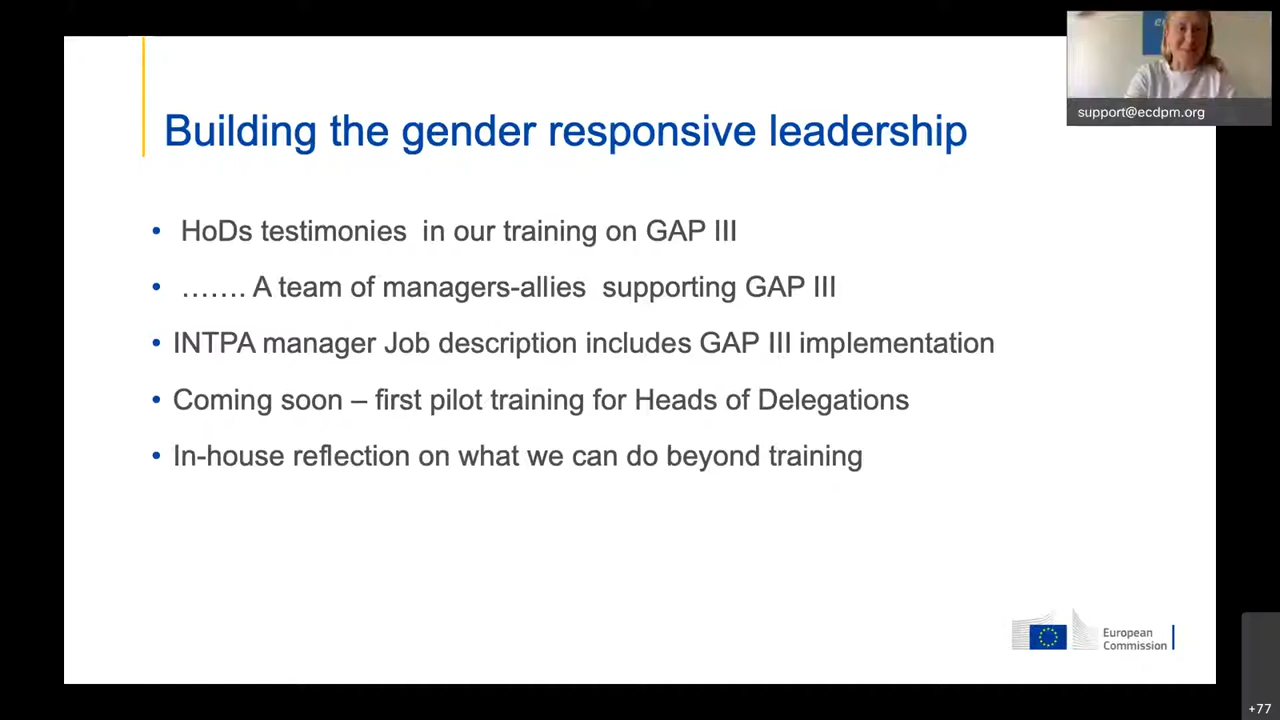 support@ecdpm.org
Building the gender responsive leadership
• HoDs testimonies  in our training on GAP III
• ……. A team of managers-allies  supporting GAP III
• INTPA manager Job description includes GAP III implementation
• Coming soon – first pilot training for Heads of Delegations
• In-house reflection on what we can do beyond training
European
Commission
+77